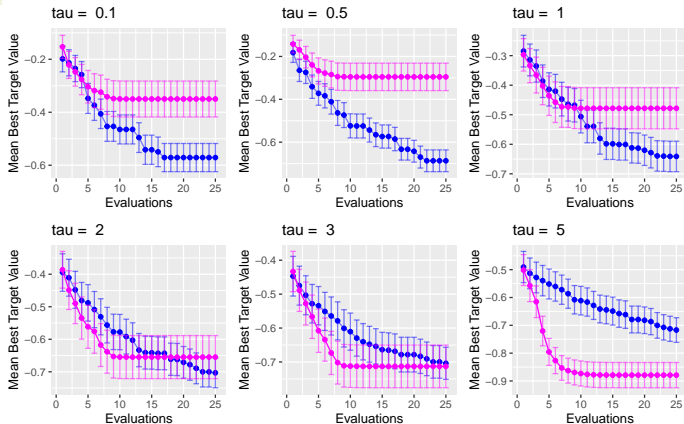 tau = 0.1
Mean Best Target Value
−0.2
−0.4
−0.6
0 5 10 15 20 25
Evaluations
tau = 0.5
Mean Best Target Value
−0.2
−0.4
−0.6
0 5 10 15 20 25
Evaluations
tau = 1
Mean Best Target Value
−0.3
−0.4
−0.5
−0.6
−0.7
0 5 10 15 20 25
Evaluations
tau = 2
Mean Best Target Value
−0.4
−0.5
−0.6
−0.7
0 5 10 15 20 25
Evaluations
tau = 3
Mean Best Target Value
−0.4
−0.5
−0.6
−0.7
0 5 10 15 20 25
Evaluations
tau = 5
Mean Best Target Value
−0.5
−0.6
−0.7
−0.8
−0.9
0 5 10 15 20 25
Evaluations